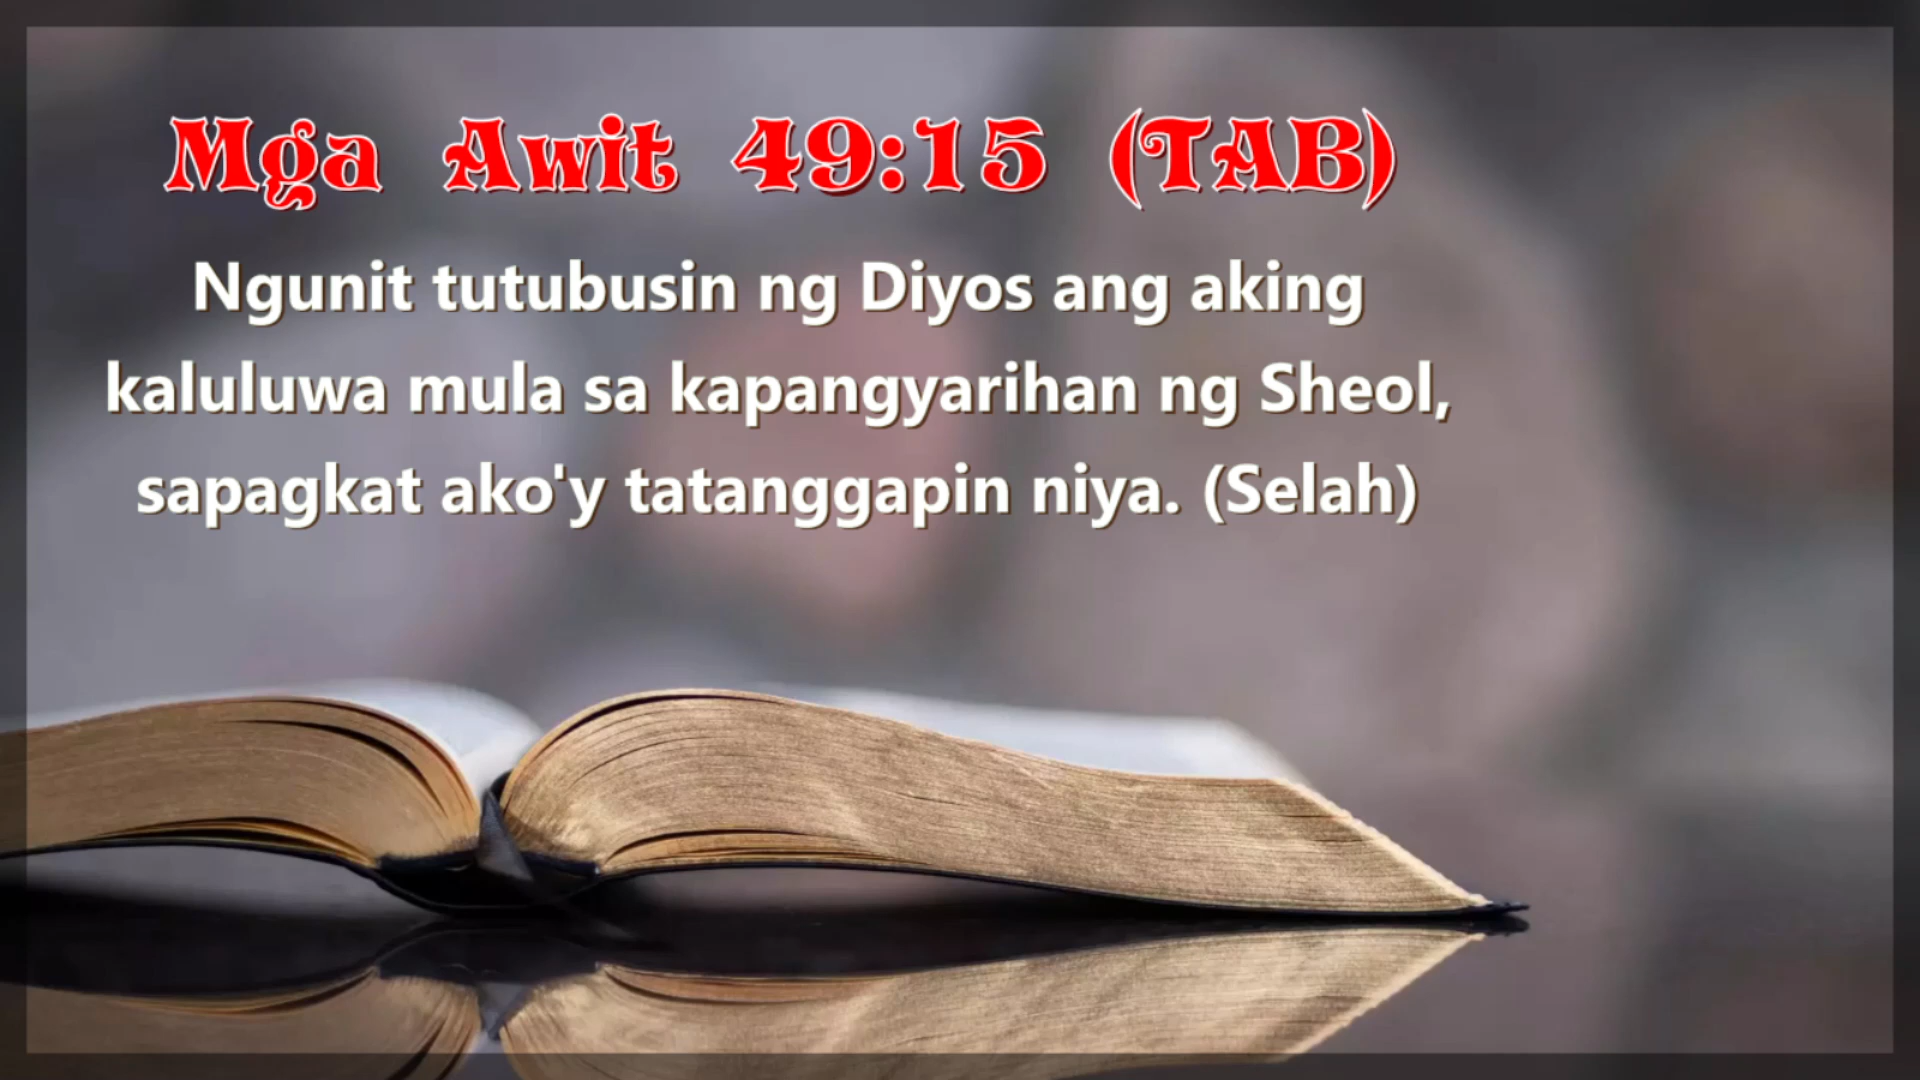 Mga Awit 49:15 (TAB)
Ngunit tutubusin ng Diyos ang aking
kaluluwa mula sa kapangyarihan ng Sheol,
sapagkat ako'y tatanggapin niya. (Selah)